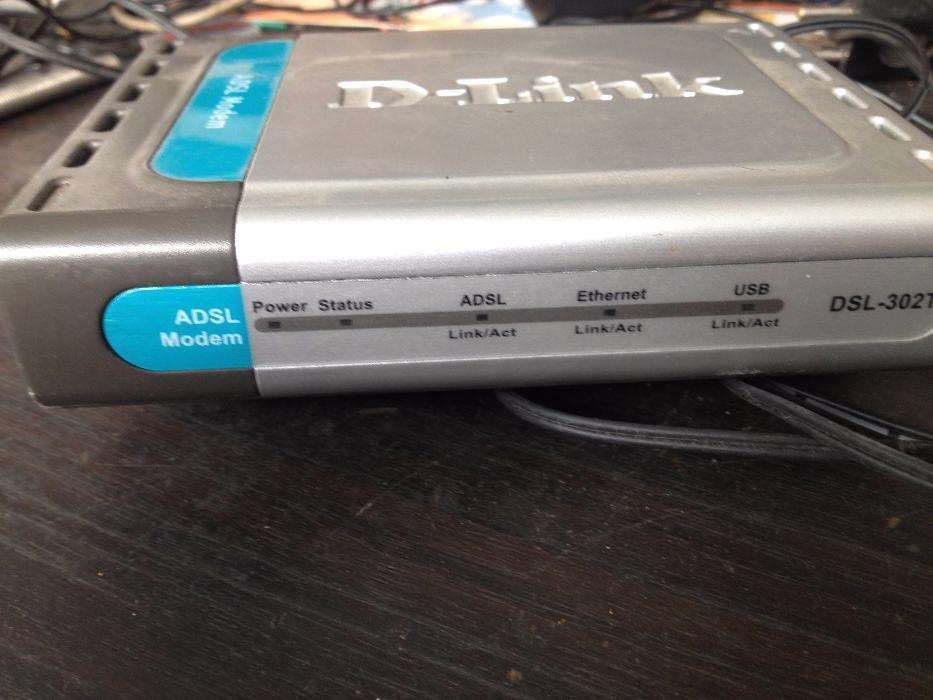 ADSL Modem
D-Link
ADSL
Modem
Power Status ADSL Ethernet USB
Link/Act Link/Act Link/Act
DSL-302T